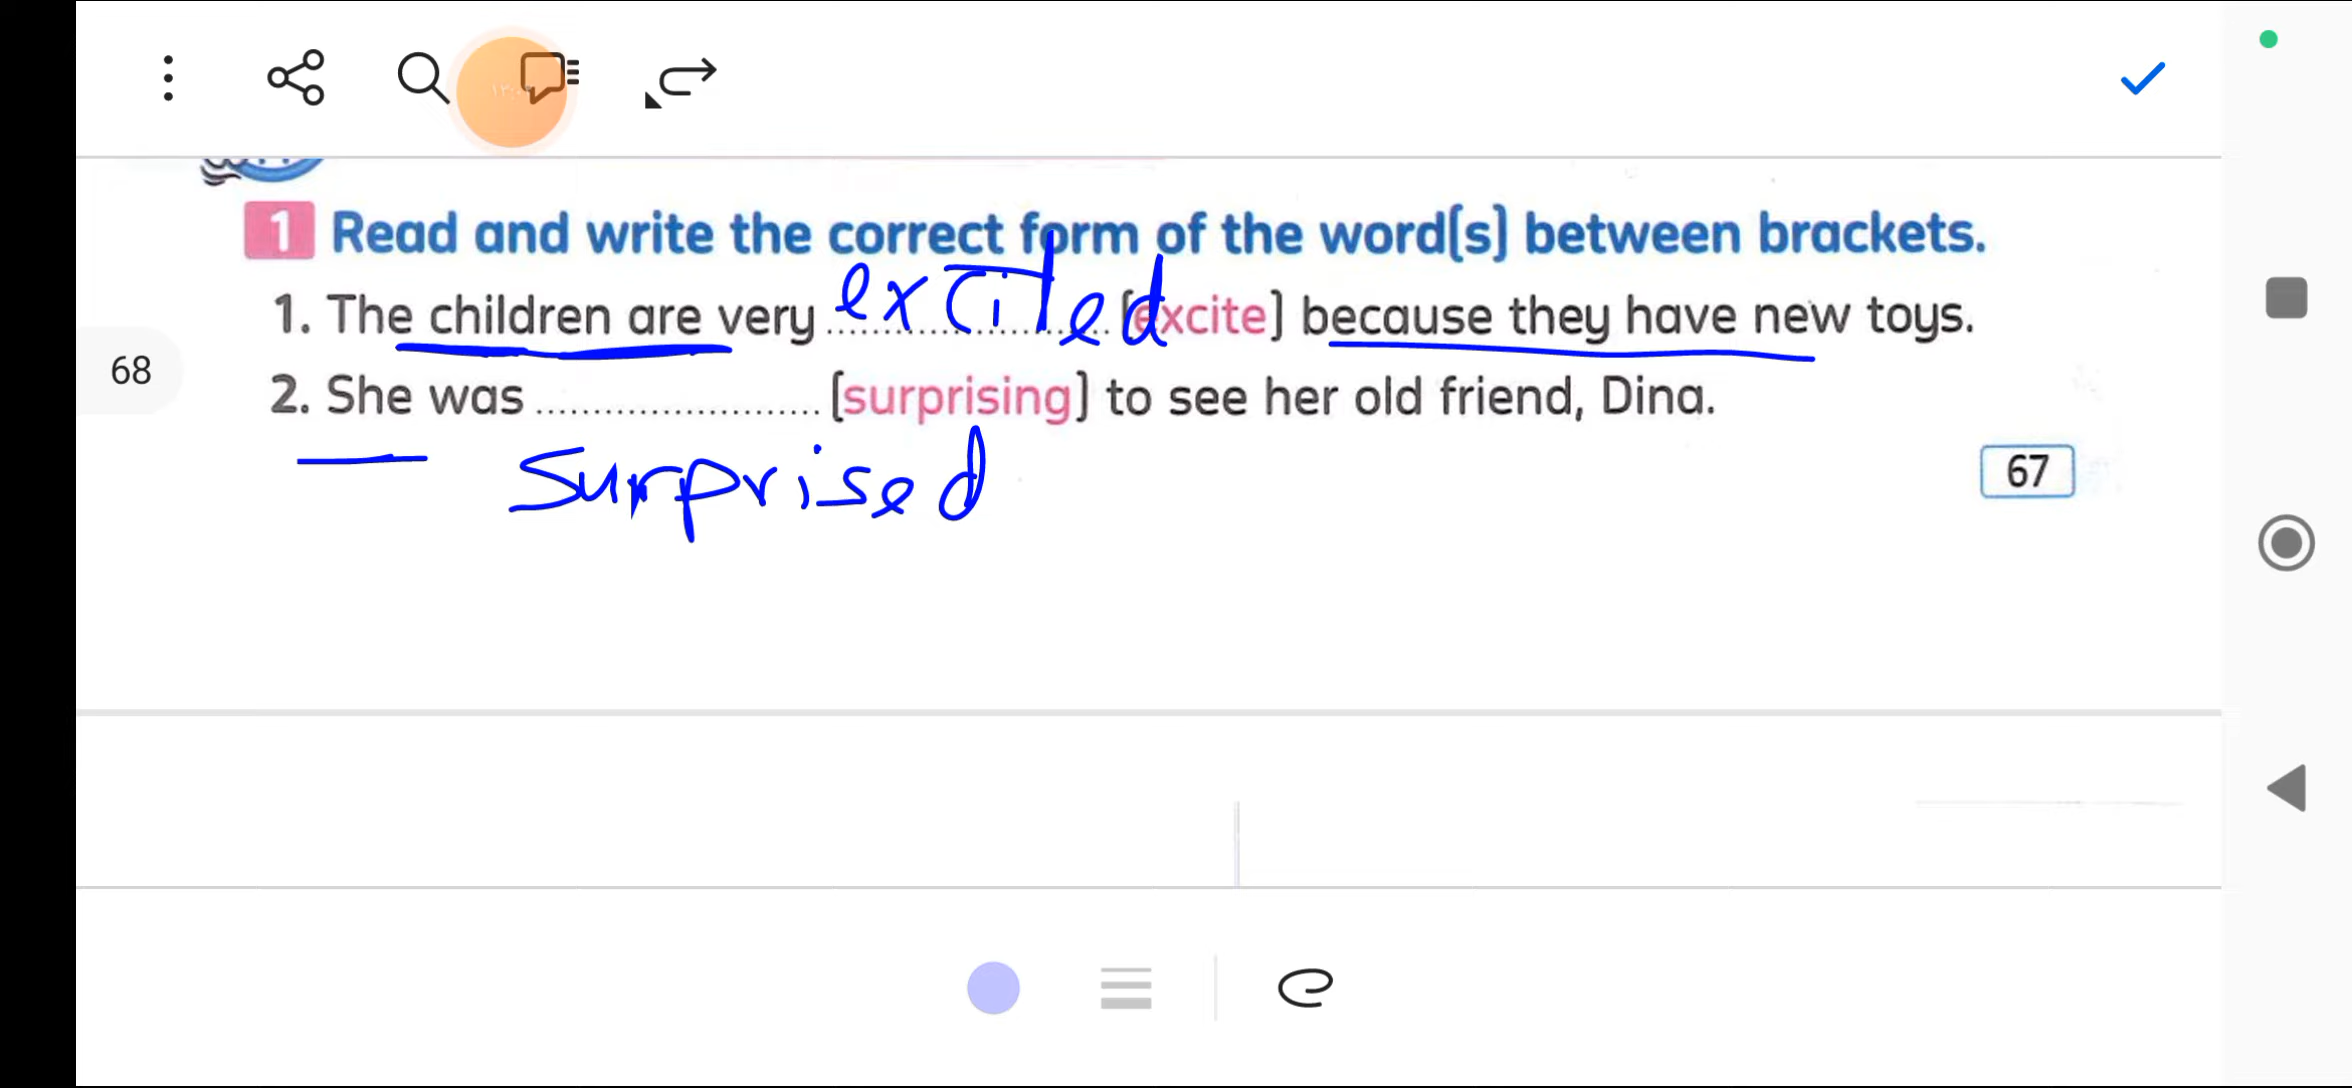 1 Read and write the correct form of the word(s) between brackets.
1. The children are very excited ........................ (excite) because they have new toys.
68
2. She was ........................ (surprising) to see her old friend, Dina.
surprised
67